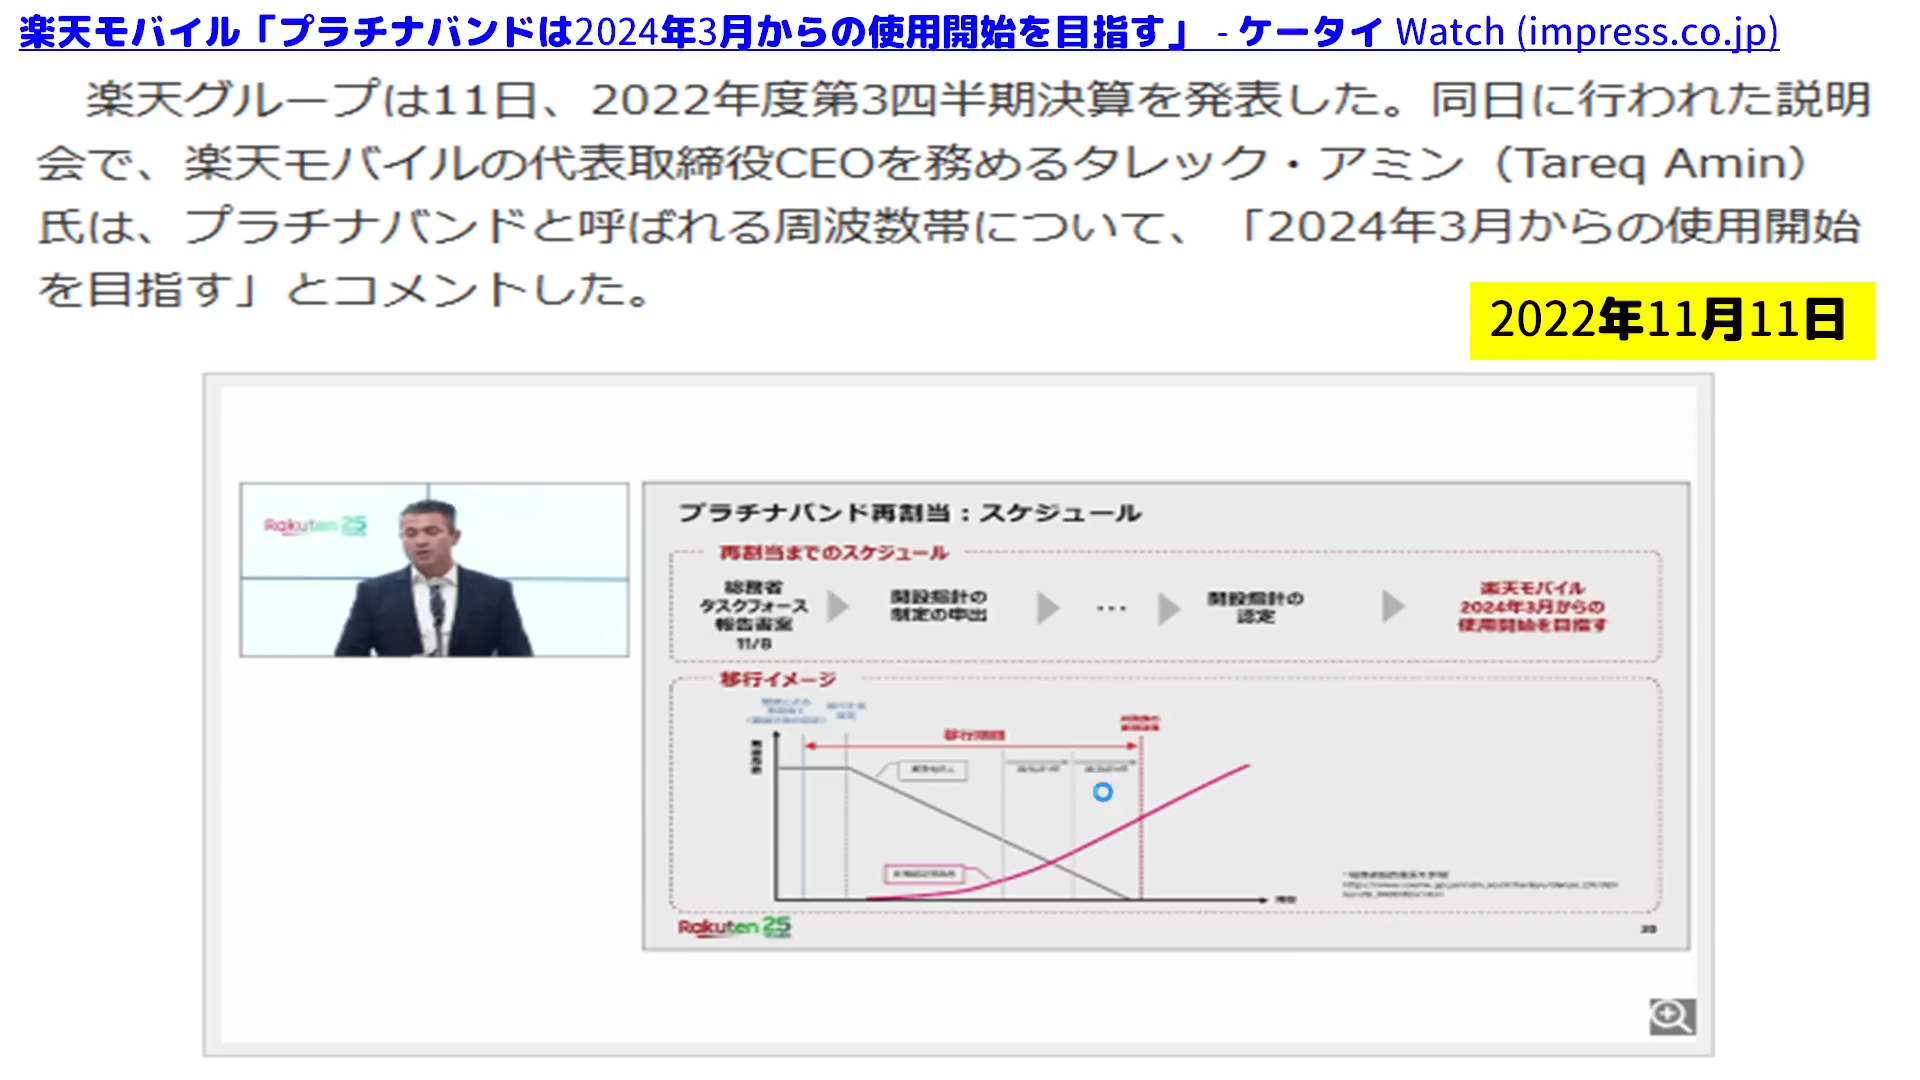 楽天モバイル「プラチナバンドは2024年3月からの使用開始を目指す」 - ケータイ Watch (impress.co.jp)
楽天グループは11日、2022年度第3四半期決算を発表した。同日に行われた説明
会で、楽天モバイルの代表取締役CEOを務めるタレック・アミン（Tareq Amin）
氏は、プラチナバンドと呼ばれる周波数帯について、「2024年3月からの使用開始
を目指す」とコメントした。
2022年11月11日
Rakuten 25
プラチナバンド再割当：スケジュール
再割当までのスケジュール
総務省
タスクフォース
報告書案
11/8
開設指針の
制定の申出
...
開設指針の
認定
楽天モバイル
2024年3月からの
使用開始を目指す
移行イメージ
移行期間
Rakuten 25
20